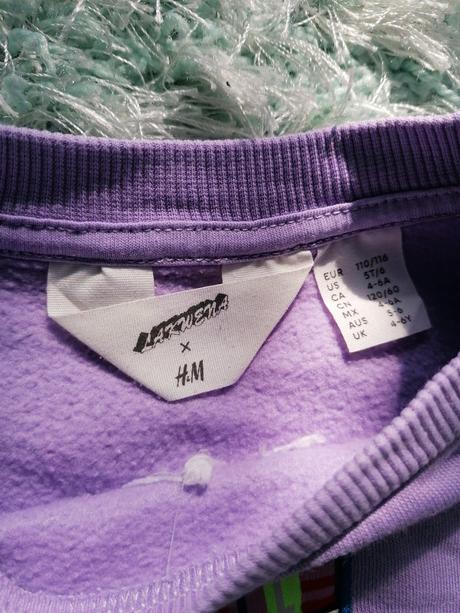 LAKWENA
×
H&M
EUR 110/116
US 5T/6
CA 4-6A
CN 120/60
MX 4-6A
AUS 5-6
UK 4-6Y